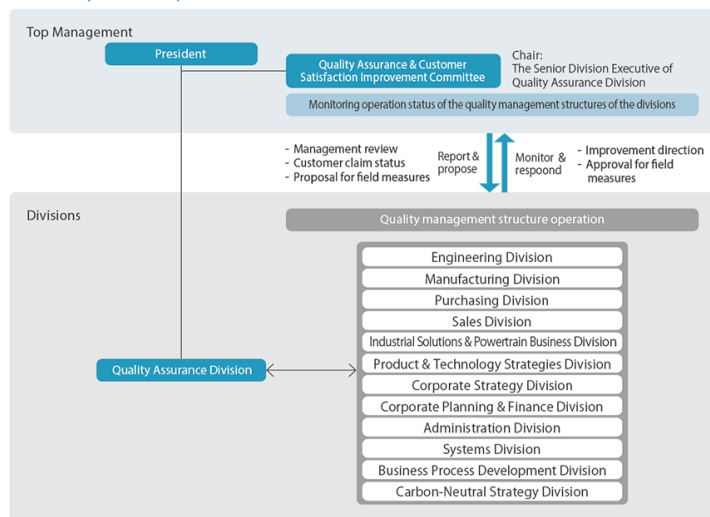 Top Management
President
Quality Assurance & Customer
Satisfaction Improvement Committee
Chair:
The Senior Division Executive of
Quality Assurance Division
Monitoring operation status of the quality management structures of the divisions
- Management review
- Customer claim status
- Proposal for field measures
Report &
propose
Monitor &
respond
- Improvement direction
- Approval for field
measures
Divisions
Quality management structure operation
Engineering Division
Manufacturing Division
Purchasing Division
Sales Division
Industrial Solutions & Powertrain Business Division
Quality Assurance Division
Product & Technology Strategies Division
Corporate Strategy Division
Corporate Planning & Finance Division
Administration Division
Systems Division
Business Process Development Division
Carbon-Neutral Strategy Division